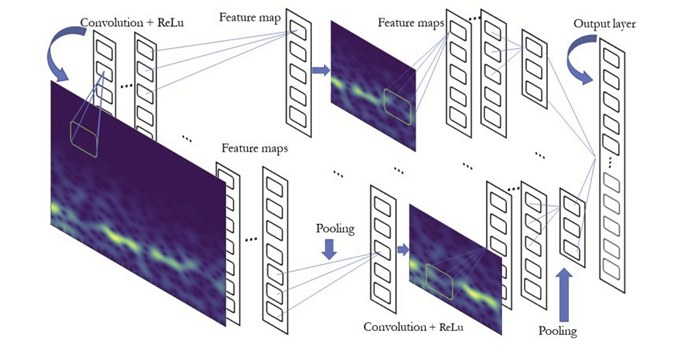 Convolution + ReLu
Feature map
Feature maps
Output layer
Feature maps
Pooling
Convolution + ReLu
Pooling